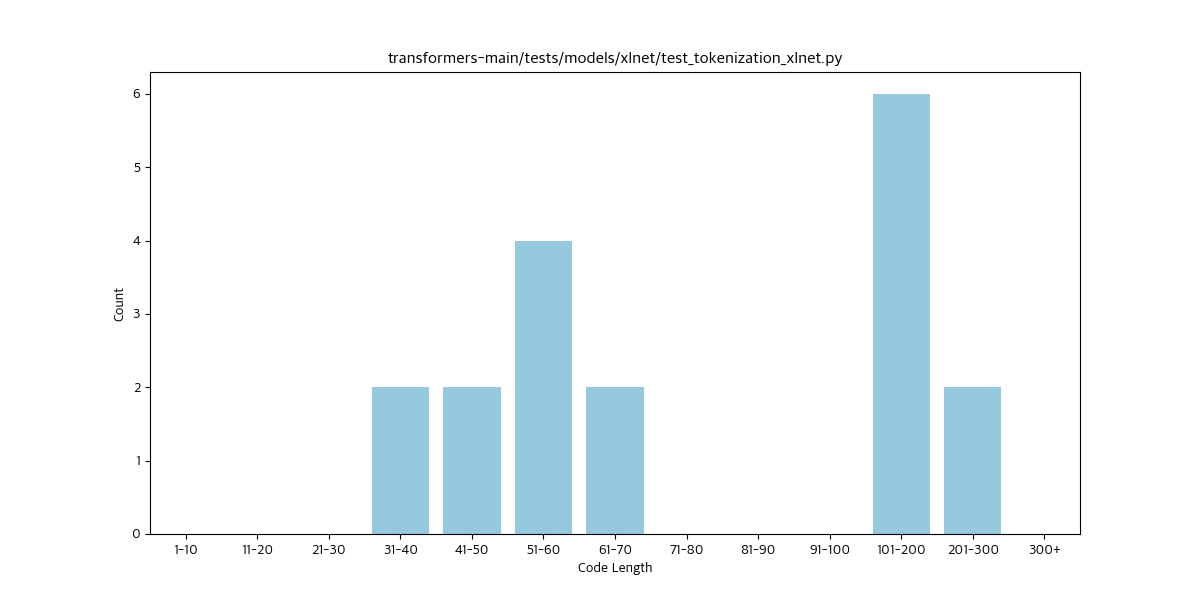 transformers-main/tests/models/xlnet/test_tokenization_xlnet.py
6
5
4
3
2
1
0
Count
1-10 11-20 21-30 31-40 41-50 51-60 61-70 71-80 81-90 91-100 101-200 201-300 300+
Code Length